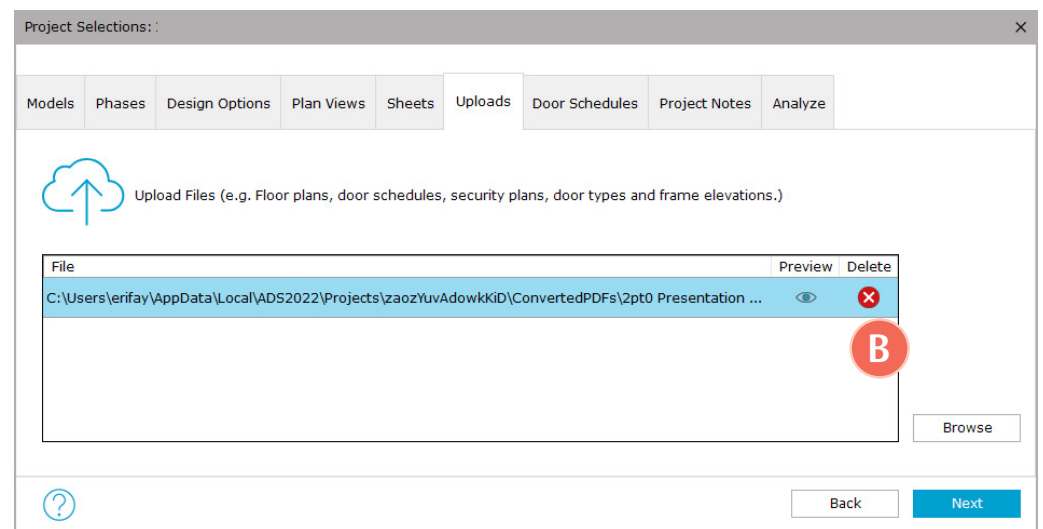 Project Selections:
Models Phases Design Options Plan Views Sheets Uploads Door Schedules Project Notes Analyze
Upload Files (e.g. Floor plans, door schedules, security plans, door types and frame elevations.)
File Preview Delete
C:\Users\erifay\AppData\Local\ADS2022\Projects\zaozYuvAdowkKiD\ConvertedPDFs\2pt0 Presentation ...
B
Browse
? Back Next